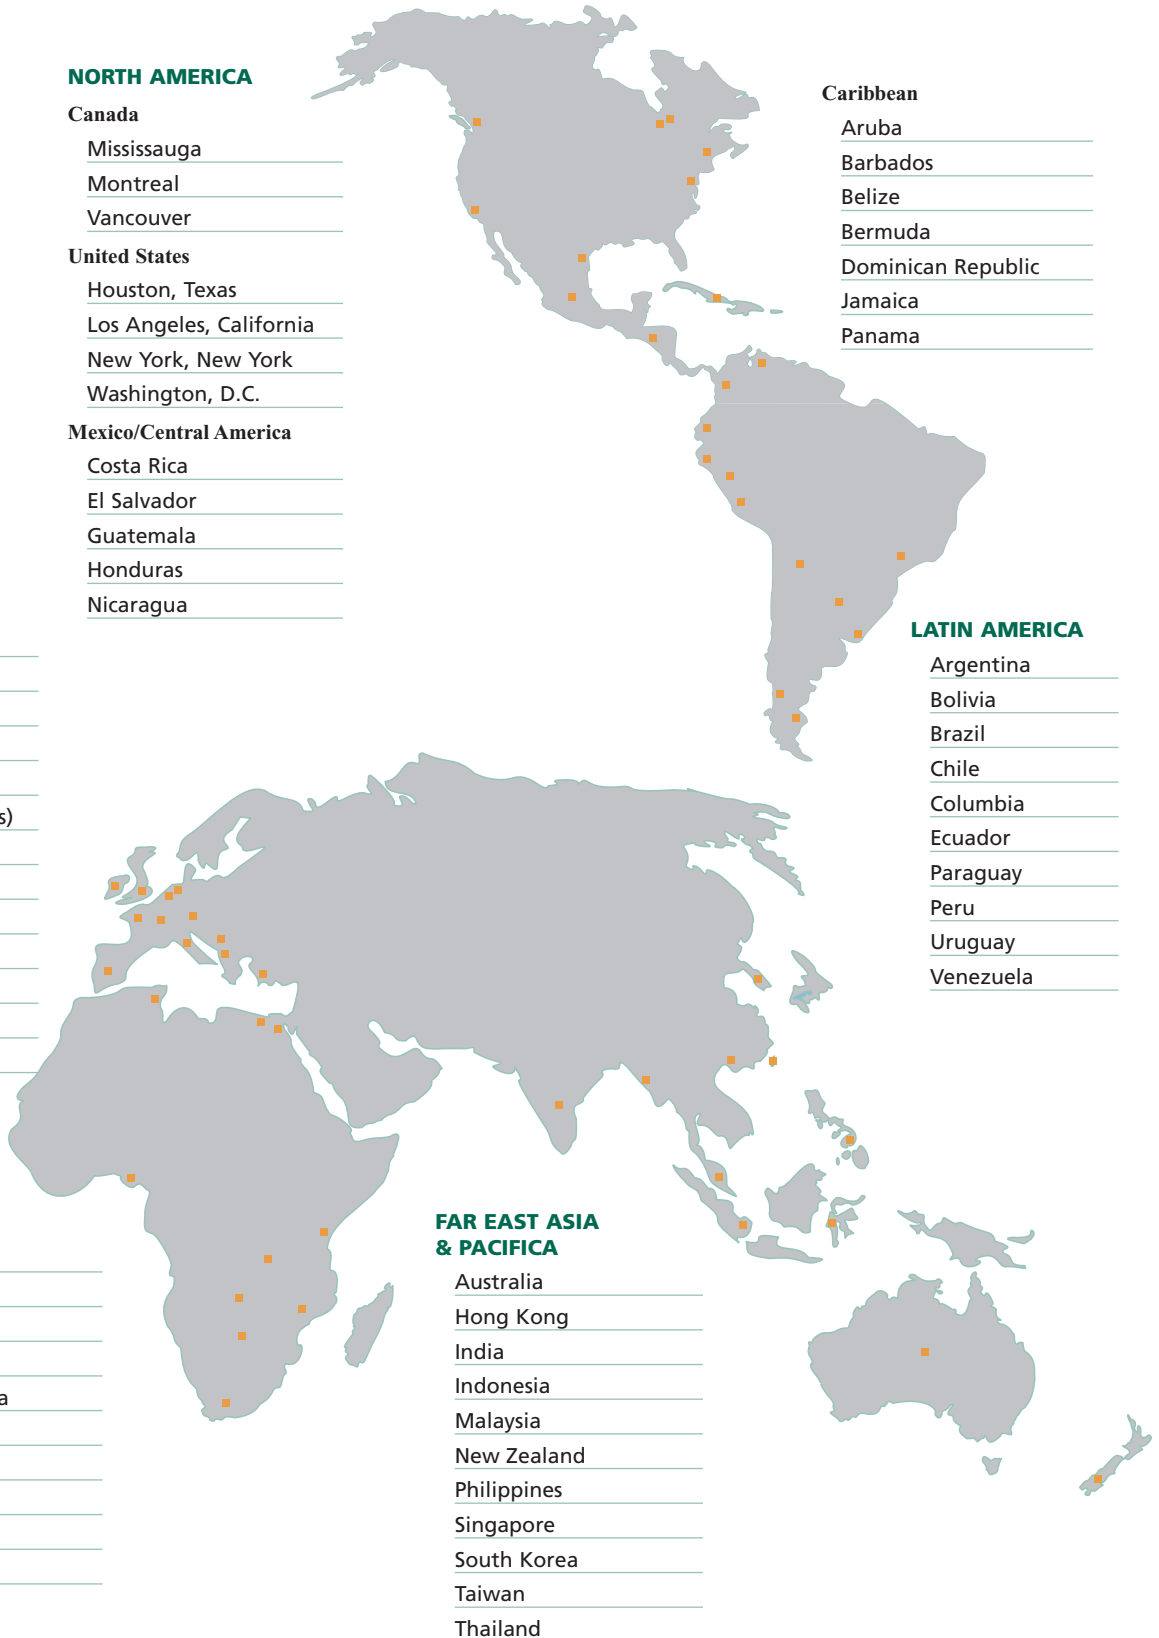 NORTH AMERICA
Canada
Mississauga
Montreal
Vancouver
United States
Houston, Texas
Los Angeles, California
New York, New York
Washington, D.C.
Mexico/Central America
Costa Rica
El Salvador
Guatemala
Honduras
Nicaragua
Caribbean
Aruba
Barbados
Belize
Bermuda
Dominican Republic
Jamaica
Panama
LATIN AMERICA
Argentina
Bolivia
Brazil
Chile
Columbia
Ecuador
Paraguay
Peru
Uruguay
Venezuela
s)
a
FAR EAST ASIA
& PACIFICA
Australia
Hong Kong
India
Indonesia
Malaysia
New Zealand
Philippines
Singapore
South Korea
Taiwan
Thailand